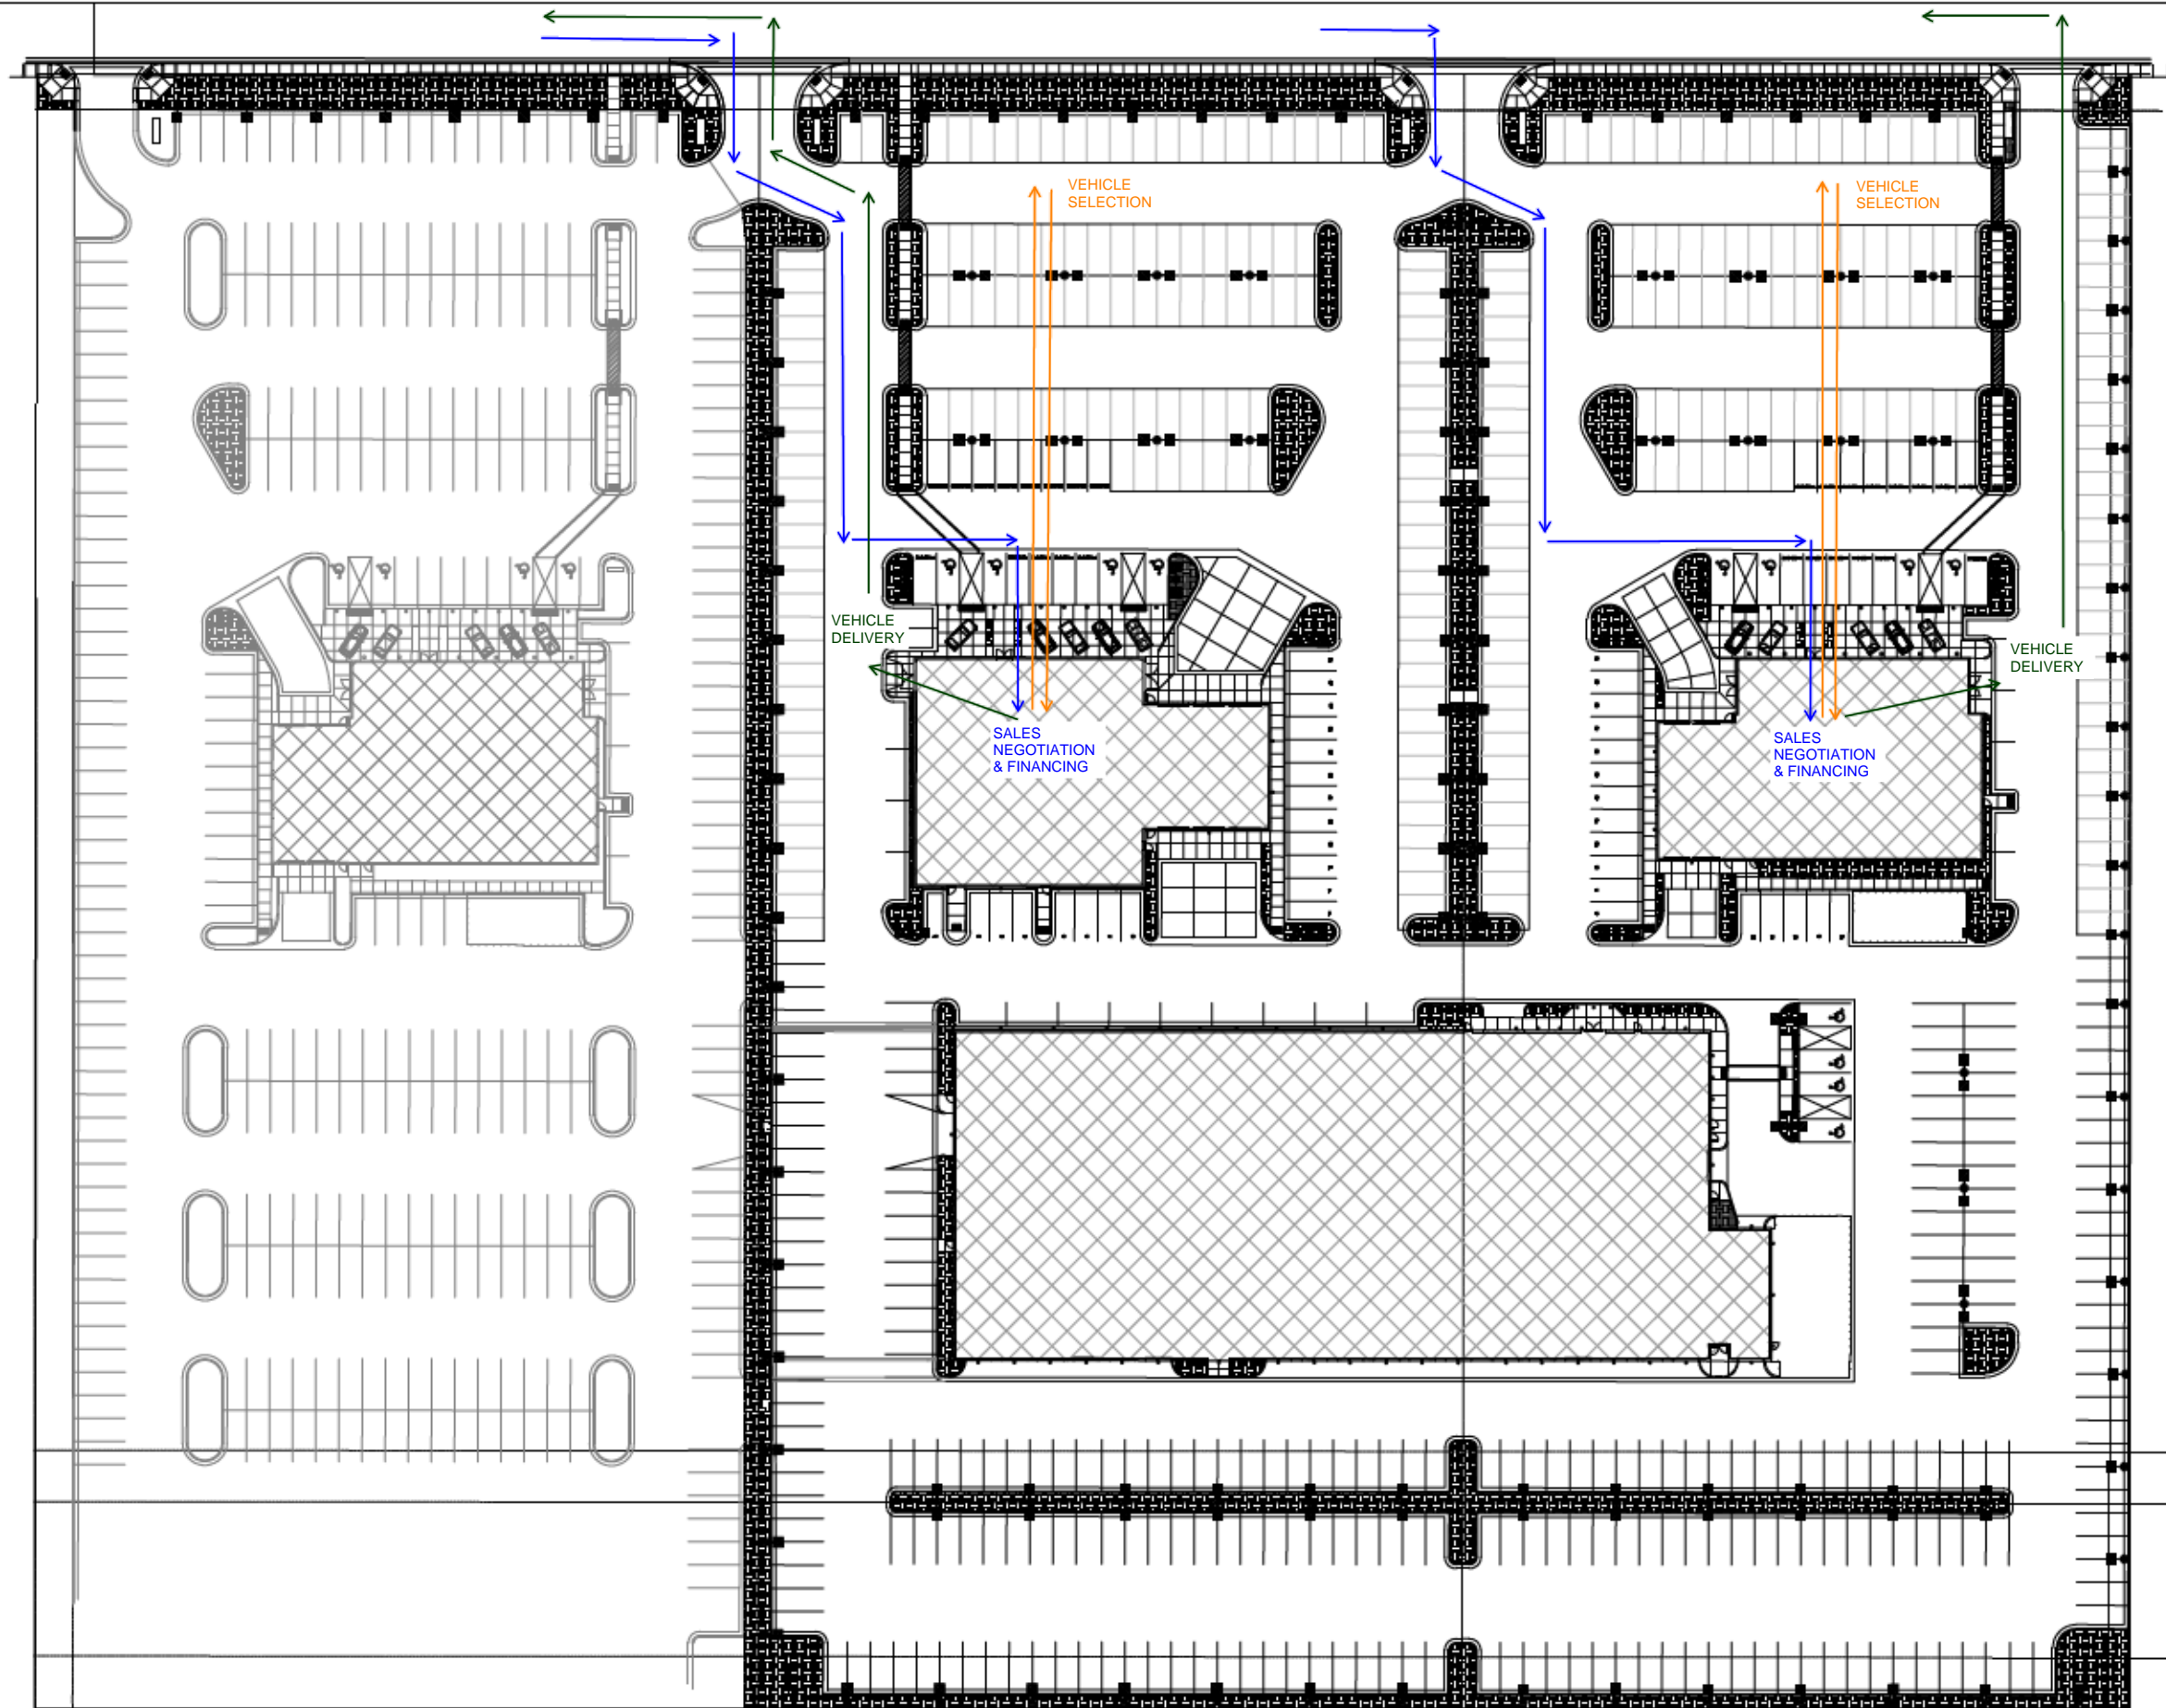 VEHICLE
SELECTION
VEHICLE
SELECTION
VEHICLE
DELIVERY
VEHICLE
DELIVERY
SALES
NEGOTIATION
& FINANCING
SALES
NEGOTIATION
& FINANCING